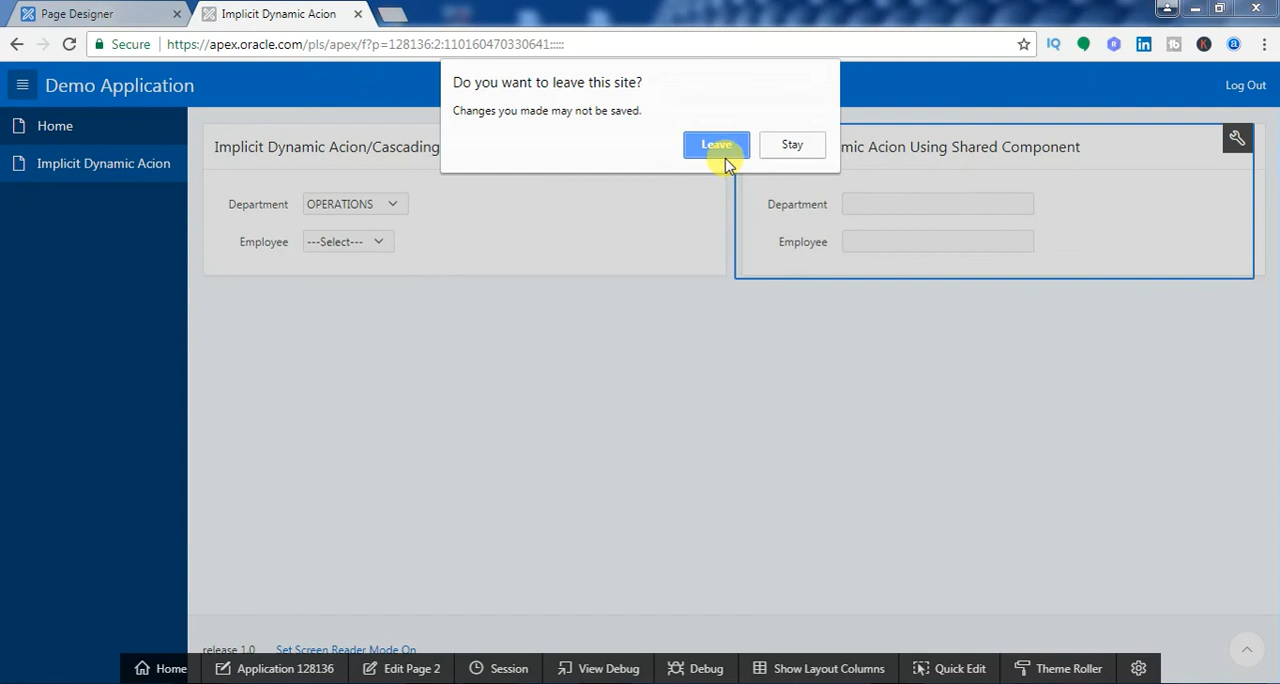 Page Designer
Implicit Dynamic Acion
Secure
https://apex.oracle.com/pls/apex/f?p=128136:2:110160470330641:::::
Demo Application
Log Out
Do you want to leave this site?
Changes you made may not be saved.
Leave
Stay
Home
Implicit Dynamic Acion
Implicit Dynamic Acion/Cascading
mic Acion Using Shared Component
Department
OPERATIONS
Employee
---Select---
Department
Employee
release 1.0
Set Screen Reader Mode On
Home
Application 128136
Edit Page 2
Session
View Debug
Debug
Show Layout Columns
Quick Edit
Theme Roller